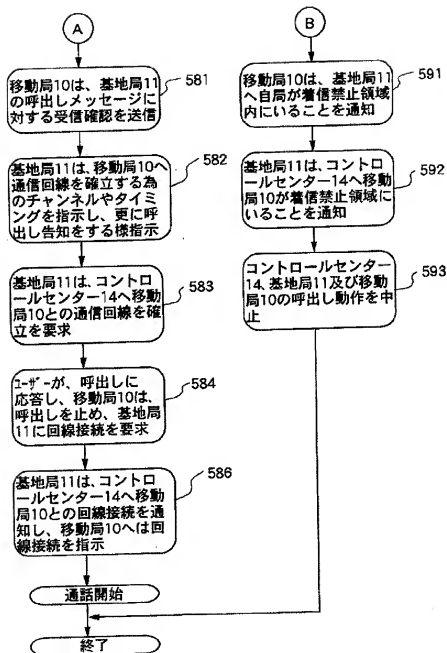 A
移動局10は、基地局11
の呼出しメッセージに
対する受信確認を送信
581
基地局11は、移動局10へ
通信回線を確立する為
のチャンネルやタイミ
ングを指示し、更に呼
出し告知をする様指示
582
基地局11は、コントロ
ールセンター14へ移動
局10との通信回線を確
立を要求
583
ユーザーが、呼出しに
応答し、移動局10は、
呼出しを止め、基地局
11に回線接続を要求
584
基地局11は、コントロ
ールセンター14へ移動
局10との回線接続を通
知し、移動局10へは回
線接続を指示
586
通話開始
終了
B
移動局10は、基地局11
へ自局が着信禁止領域
内にいることを通知
591
基地局11は、コントロ
ールセンター14へ移動
局10が着信禁止領域に
いることを通知
592
コントロールセンター
14、基地局11及び移動
局10の呼出し動作を中
止
593